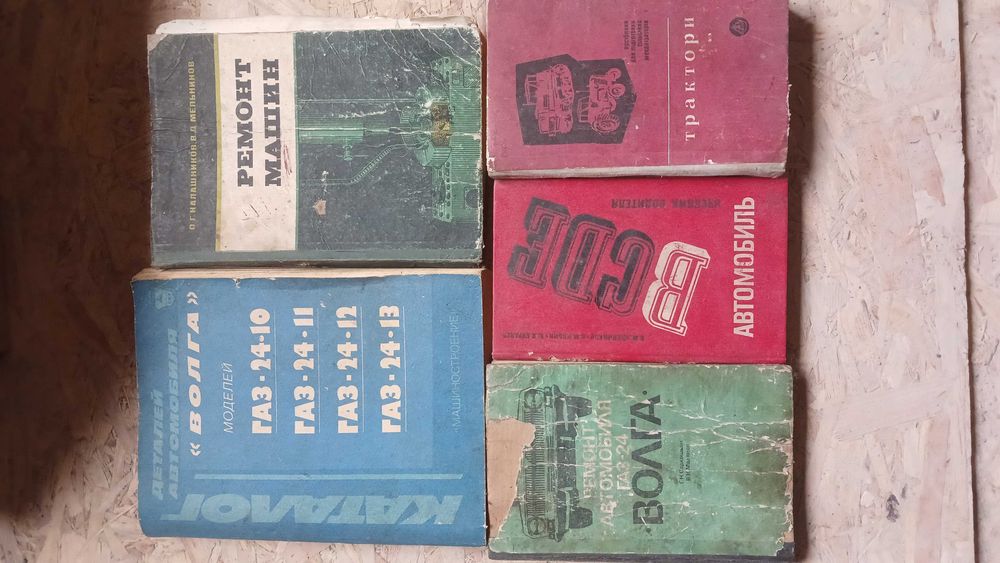 О.Г. КАЛАШНИКОВ, В.Д. МЕЛЬНИКОВ
РЕМОНТ
МАШИН
трактори
АВТОМОБИЛЬ
УЧЕБНИК ВОДИТЕЛЯ
В
CDE
ДЕТАЛЕЙ
АВТОМОБИЛЯ
«ВОЛГА»
МОДЕЛЕЙ
ГАЗ-24-10
ГАЗ-24-11
ГАЗ-24-12
ГАЗ-24-13
«МАШИНОСТРОЕНИЕ»
КАТАЛОГ
РЕМОНТ
АВТОМОБИЛЯ
ГАЗ-24
«ВОЛГА»